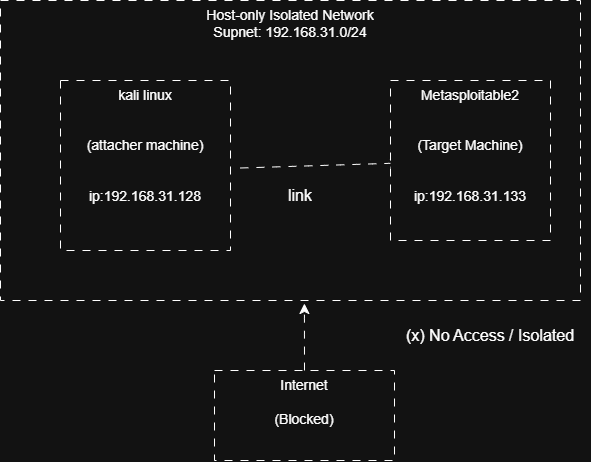 Host-only Isolated Network
Supnet: 192.168.31.0/24
kali linux
(attacher machine)
ip:192.168.31.128
link
Metasploitable2
(Target Machine)
ip:192.168.31.133
(x) No Access / Isolated
Internet
(Blocked)